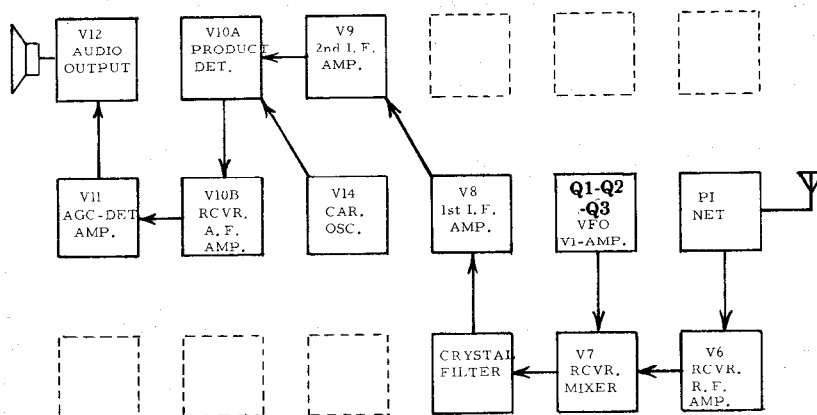 V12
AUDIO
OUTPUT
V10A
PRODUCT
DET.
V9
2nd I. F.
AMP.
V11
AGC-DET
AMP.
V10B
RCVR.
A. F.
AMP.
V14
CAR.
OSC.
V8
1st I. F.
AMP.
Q1-Q2
-Q3
VFO
V1-AMP.
PI
NET
CRYSTAL
FILTER
V7
RCVR.
MIXER
V6
RCVR.
R. F.
AMP.